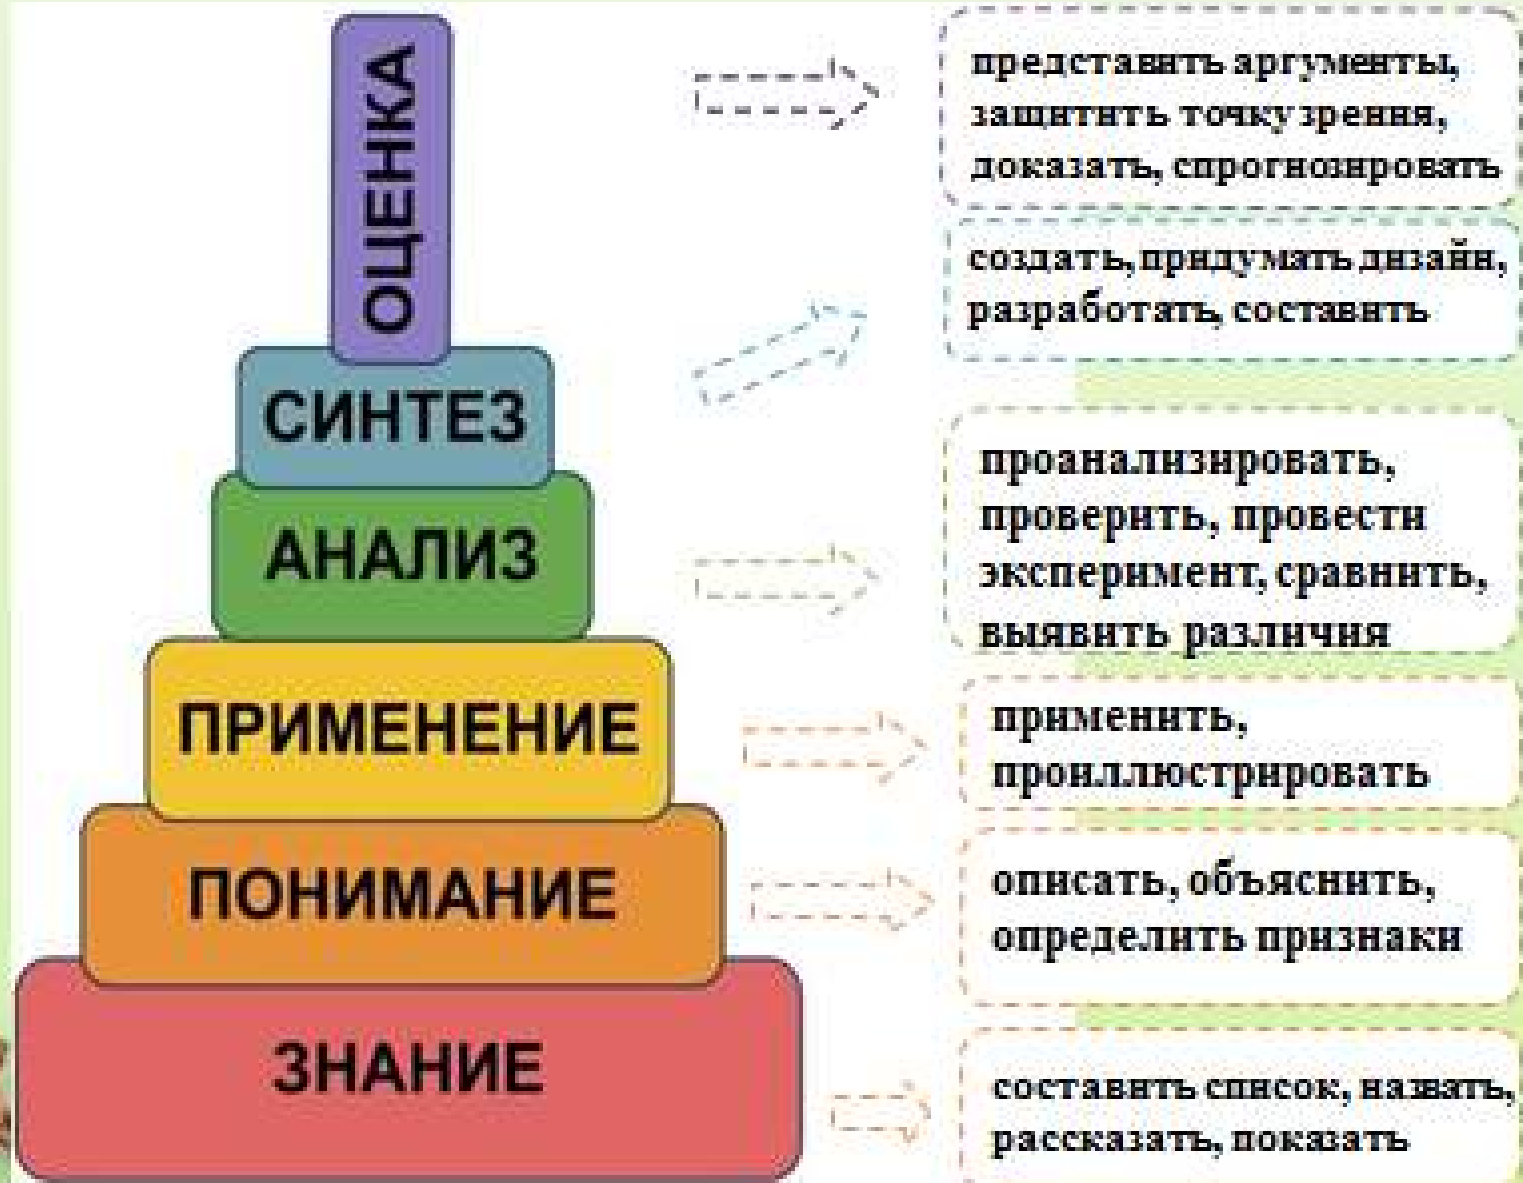 ОЦЕНКА
представить аргументы,
защитить точку зрения,
доказать, спрогнозировать
СИНТЕЗ
создать, придумать дизайн,
разработать, составить
АНАЛИЗ
проанализировать,
проверить, провести
эксперимент, сравнить,
выявить различия
ПРИМЕНЕНИЕ
применить,
проиллюстрировать
ПОНИМАНИЕ
описать, объяснить,
определить признаки
ЗНАНИЕ
составить список, назвать,
рассказать, показать